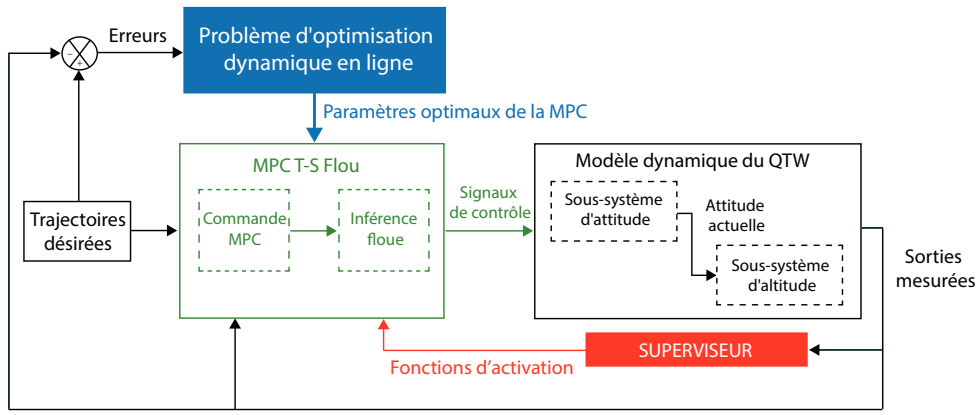 Erreurs
-
+
Problème d'optimisation
dynamique en ligne
Paramètres optimaux de la MPC
MPC T-S Flou
Commande
MPC
Inférence
floue
Trajectoires
désirées
Signaux
de contrôle
Modèle dynamique du QTW
Sous-système
d'attitude
Attitude
actuelle
Sous-système
d'altitude
Sorties
mesurées
SUPERVISEUR
Fonctions d’activation